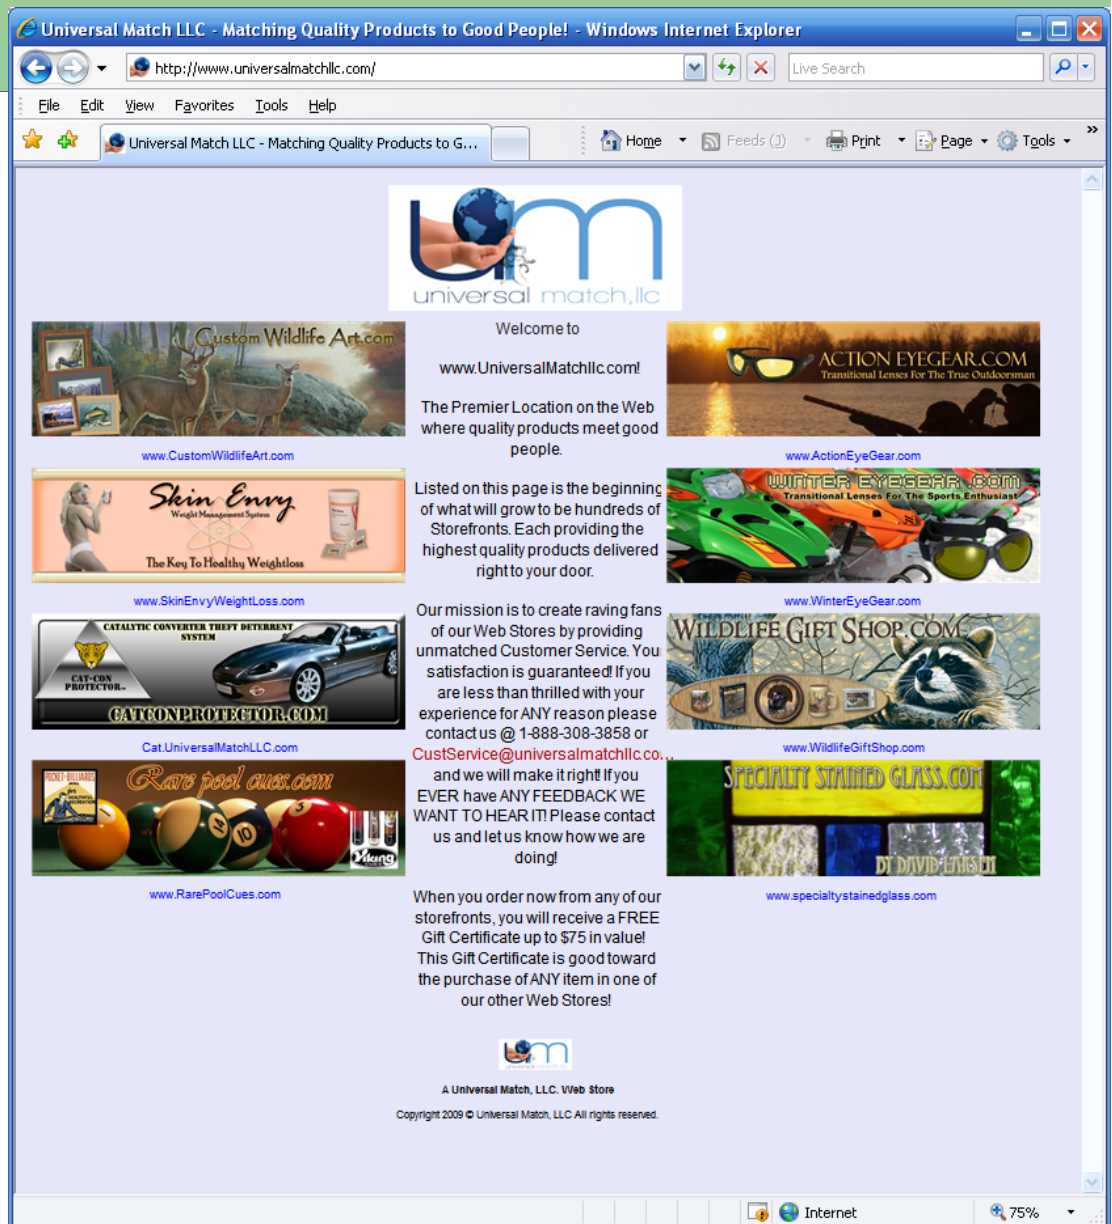 Universal Match LLC - Matching Quality Products to Good People! - Windows Internet Explorer
http://www.universalmatchllc.com/
Live Search
File Edit View Favorites Tools Help
Universal Match LLC - Matching Quality Products to G...
Home Feeds (J) Print Page Tools »
um
universal match,llc
Custom Wildlife Art.com
www.CustomWildlifeArt.com
Skin Envy
Weight Management System
The Key To Healthy Weightloss
www.SkinEnvyWeightLoss.com
CATALYTIC CONVERTER THEFT DETERRENT
SYSTEM
CAT-CON
PROTECTOR
CATCONPROTECTOR.COM
Cat.UniversalMatchLLC.com
POCKET-BILLIARDS
Rare pool cues.com
14
10
3
Viking
www.RarePoolCues.com
Welcome to
www.UniversalMatchllc.com!
The Premier Location on the Web
where quality products meet good
people.
Listed on this page is the beginning
of what will grow to be hundreds of
Storefronts. Each providing the
highest quality products delivered
right to your door.
Our mission is to create raving fans
of our Web Stores by providing
unmatched Customer Service. You
satisfaction is guaranteed! If you
are less than thrilled with your
experience for ANY reason please
contact us @ 1-888-308-3858 or
CustService@universalmatchllc.co
and we will make it right! If you
EVER have ANY FEEDBACK WE
WANT TO HEAR IT! Please contact
us and let us know how we are
doing!
When you order now from any of our
storefronts, you will receive a FREE
Gift Certificate up to $75 in value!
This Gift Certificate is good toward
the purchase of ANY item in one of
our other Web Stores!
ACTION EYEGEAR.COM
Transitional Lenses For The True Outdoorsman
www.ActionEyeGear.com
WINTER EYEGEAR.COM
Transitional Lenses For The Sports Enthusiast
www.WinterEyeGear.com
WILDLIFE GIFT SHOP.COM
www.WildlifeGiftShop.com
SPECIALTY STAINED GLASS.COM
BY DAVID LARSEN
www.specialtystainedglass.com
um
A Universal Match, LLC. Web Store
Copyright 2009 © Universal Match, LLC All rights reserved.
Internet 75%